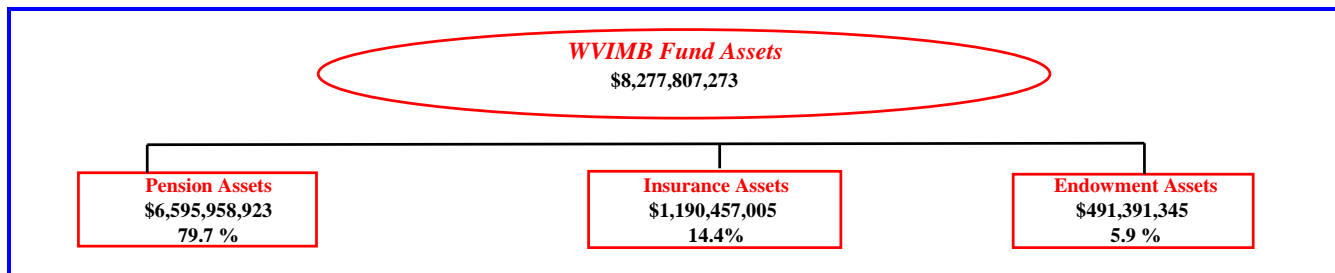 WVIMB Fund Assets
$8,277,807,273
Pension Assets
$6,595,958,923
79.7 %
Insurance Assets
$1,190,457,005
14.4%
Endowment Assets
$491,391,345
5.9 %